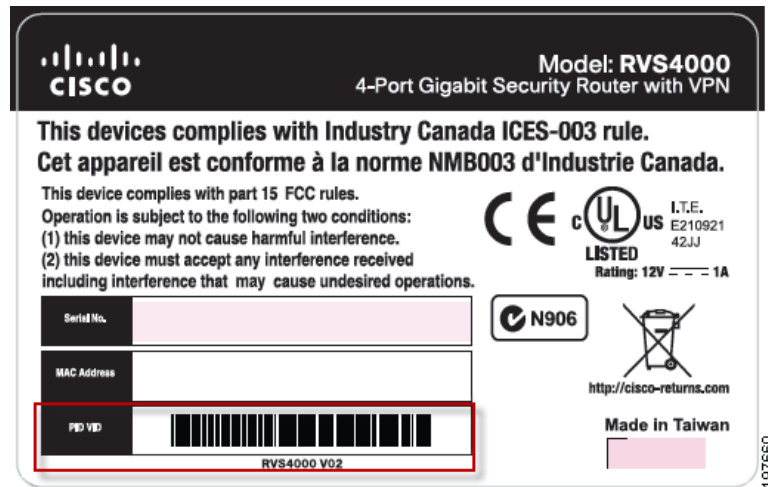 CISCO
Model: RVS4000
4-Port Gigabit Security Router with VPN
This devices complies with Industry Canada ICES-003 rule.
Cet appareil est conforme à la norme NMB003 d'Industrie Canada.
This device complies with part 15 FCC rules.
Operation is subject to the following two conditions:
(1) this device may not cause harmful interference.
(2) this device must accept any interference received
including interference that may cause undesired operations.
CE
C UL US
LISTED
I.T.E.
E210921
42JJ
Rating: 12V 1A
Serial No.
N906
MAC Address
http://cisco-returns.com
PID VID
RVS4000 V02
Made in Taiwan
197660